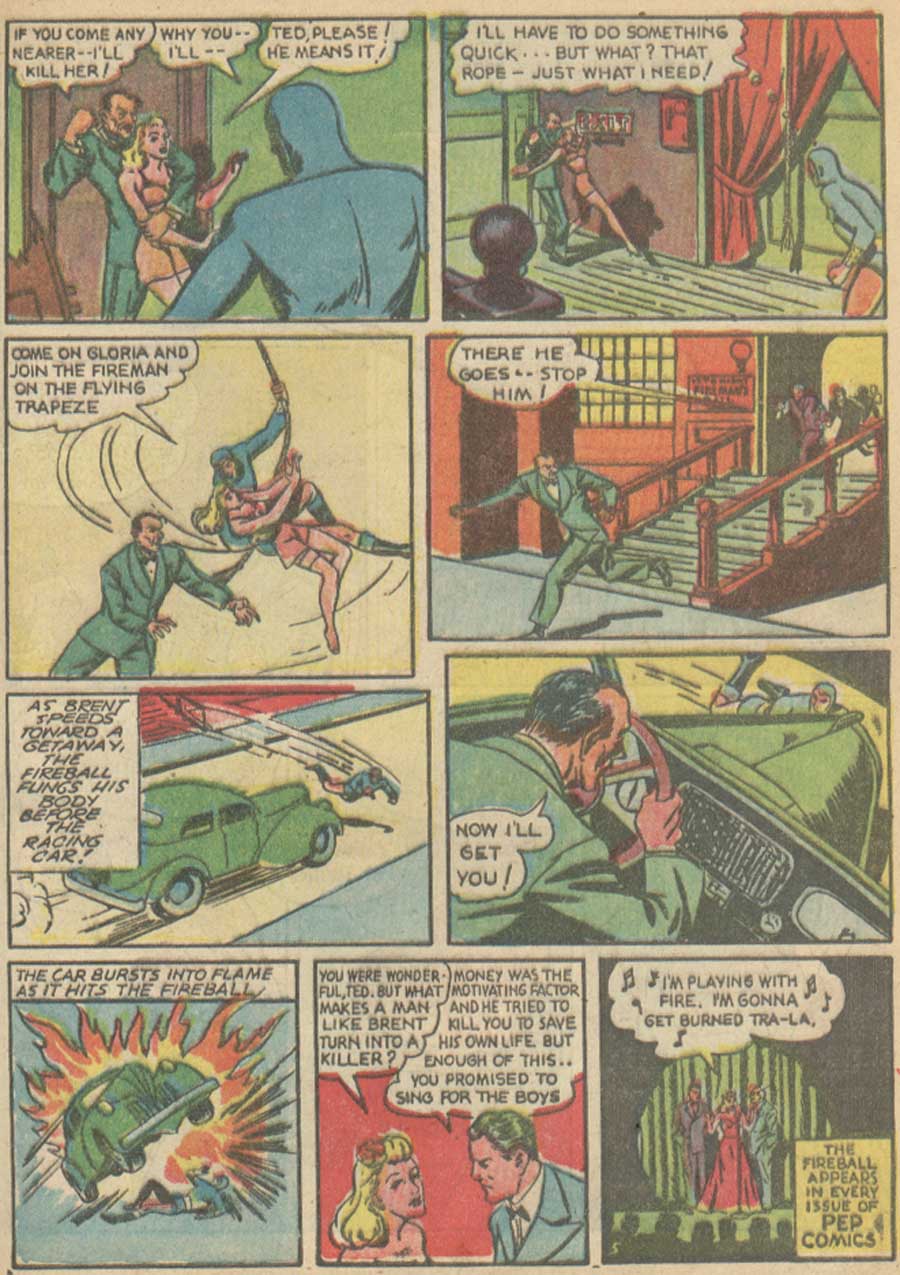 IF YOU COME ANY
NEARER--I'LL
KILL HER!
WHY YOU--
I'LL --
TED, PLEASE!
HE MEANS IT!
I'LL HAVE TO DO SOMETHING
QUICK... BUT WHAT? THAT
ROPE - JUST WHAT I NEED!
EXIT
COME ON GLORIA AND
JOIN THE FIREMAN
ON THE FLYING
TRAPEZE
THERE HE
GOES -- STOP
HIM!
FIREMAN'S
AS BRENT
SPEEDS
TOWARD A
GETAWAY,
THE
FIREBALL
FLINGS HIS
BODY
BEFORE
THE
RACING
CAR!
NOW I'LL
GET
YOU!
THE CAR BURSTS INTO FLAME
AS IT HITS THE FIREBALL
YOU WERE WONDER-
FUL, TED. BUT WHAT
MAKES A MAN
LIKE BRENT
TURN INTO A
KILLER?
MONEY WAS THE
MOTIVATING FACTOR
AND HE TRIED TO
KILL YOU TO SAVE
HIS OWN LIFE. BUT
ENOUGH OF THIS..
YOU PROMISED TO
SING FOR THE BOYS
I'M PLAYING WITH
FIRE. I'M GONNA
GET BURNED TRA-LA.
THE
FIREBALL
APPEARS
IN EVERY
ISSUE OF
PEP
COMICS
5